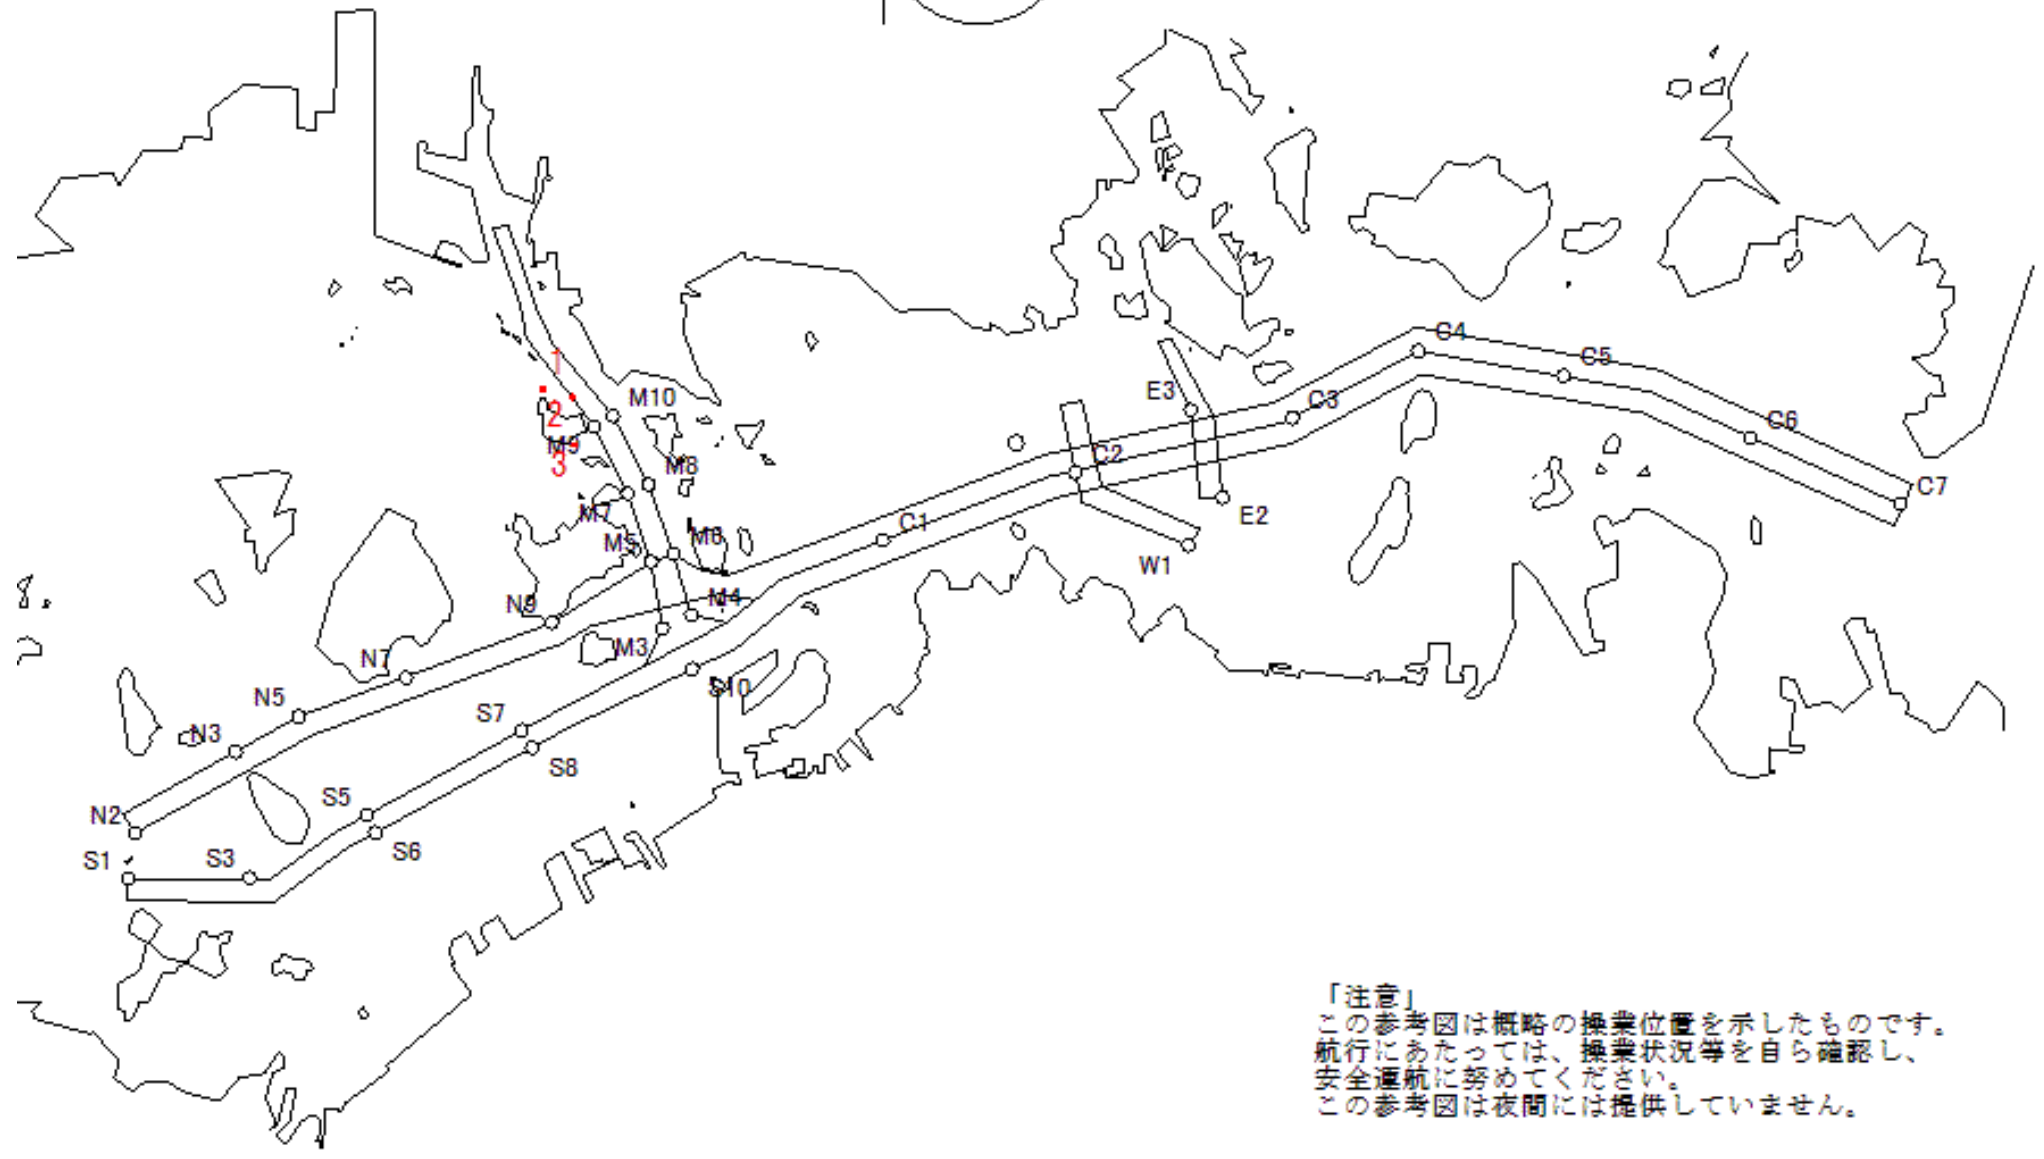 C4
1
C5
E3
M10
2
C3
C6
M9
3
C2
M8
C7
M7
E2
C1
M5
M6
W1
N9
M4
M3
N7
S10
N5
S7
N3
S8
S5
N2
S6
S1
S3
「注意」
この参考図は概略の操業位置を示したものです。
航行にあたっては、操業状況等を自ら確認し、
安全運航に努めてください。
この参考図は夜間には提供していません。